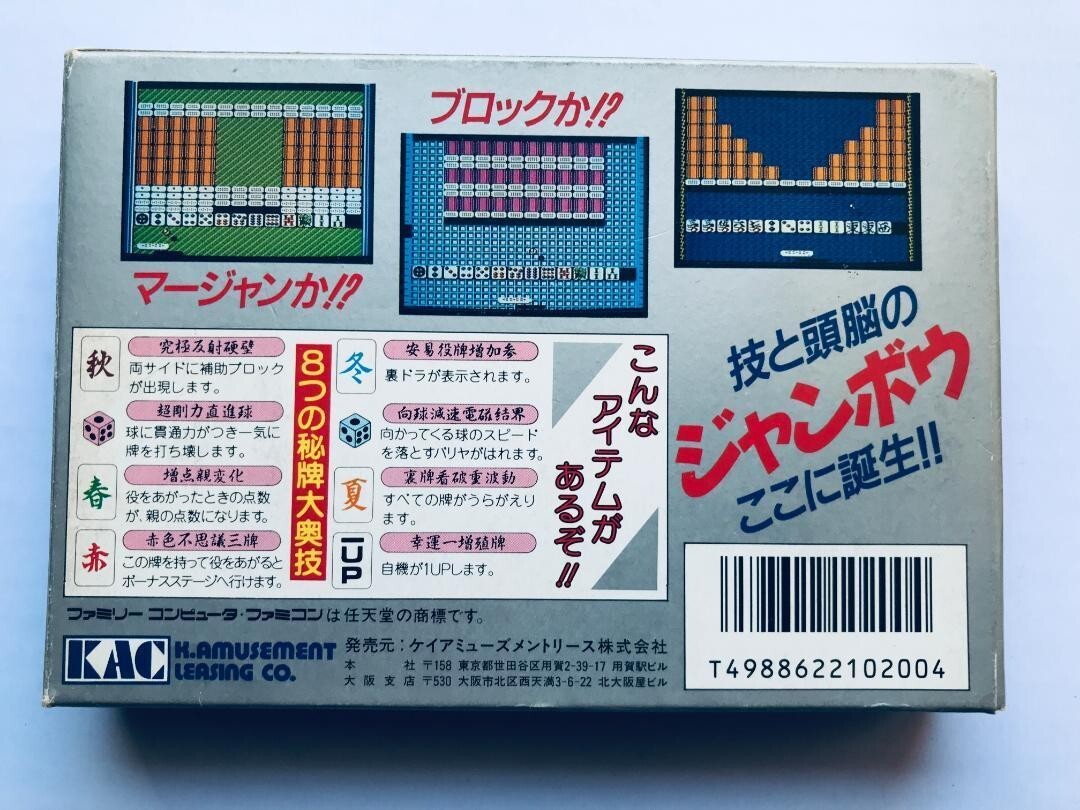 ブロックか!?
マージャンか!?
技と頭脳の
ジャンボウ
ここに誕生!!
こんな
アイテムが
あるぞ!!
8つの秘牌大奥技
秋
究極反射硬壁
両サイドに補助ブロック
が出現します。
超剛力直進球
球に貫通力がつき一気に
牌を打ち壊します。
春
増点親変化
役をあがったときの点数
が、親の点数になります。
赤
赤色不思議三牌
この牌を持って役をあがると
ボーナスステージへ行けます。
冬
安易役牌増加参
裏ドラが表示されます。
向球減速電磁結界
向かってくる球のスピード
を落とすバリヤがはれます。
夏
裏牌看破重波動
すべての牌がうらがえり
ます。
1UP
幸運一増殖牌
自機が1UPします。
ファミリー コンピュータ・ファミコンは任天堂の商標です。
KAC
K.AMUSEMENT
LEASING CO.
発売元：ケイアミューズメントリース株式会社
本 社 〒158 東京都世田谷区用賀2-39-17 用賀駅ビル
大阪支店 〒530 大阪市北区西天満3-6-22 北大阪屋ビル
T4988622102004